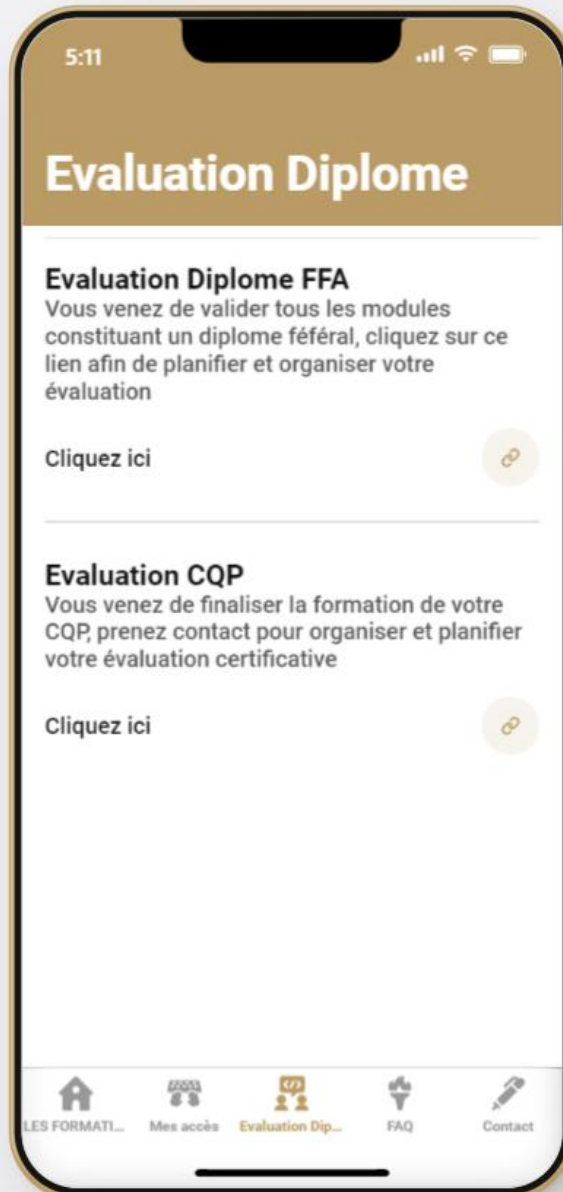 5:11
Evaluation Diplome
Evaluation Diplome FFA
Vous venez de valider tous les modules
constituant un diplome féféral, cliquez sur ce
lien afin de planifier et organiser votre
évaluation
Cliquez ici
Evaluation CQP
Vous venez de finaliser la formation de votre
CQP, prenez contact pour organiser et planifier
votre évaluation certificative
Cliquez ici
LES FORMATI... Mes accès Evaluation Dip... FAQ Contact